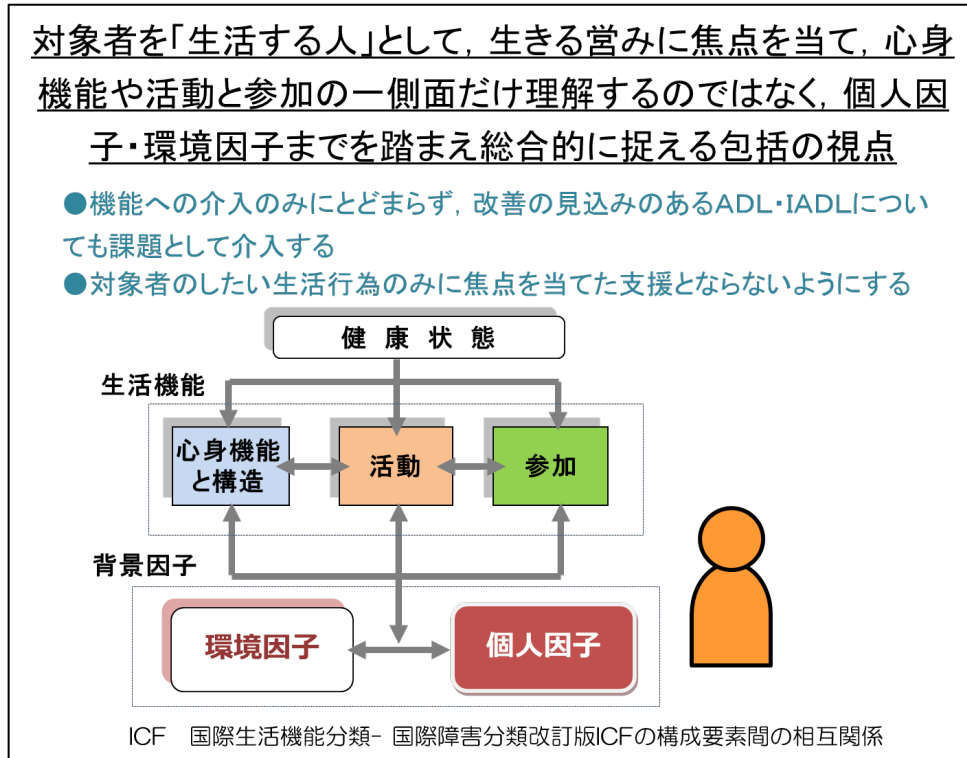 対象者を「生活する人」として，生きる営みに焦点を当て，心身
機能や活動と参加の一側面だけ理解するのではなく，個人因
子・環境因子までを踏まえ総合的に捉える包括の視点
●機能への介入のみにとどまらず，改善の見込みのあるADL・IADLについ
ても課題として介入する
●対象者のしたい生活行為のみに焦点を当てた支援とならないようにする
健 康 状 態
生活機能
心身機能
と構造
活動
参加
背景因子
環境因子
個人因子
ICF　国際生活機能分類- 国際障害分類改訂版ICFの構成要素間の相互関係